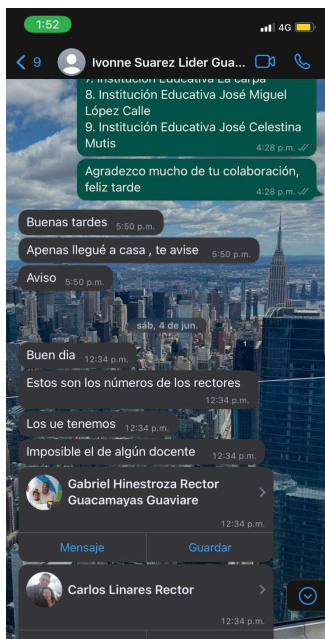 1:52
4G
9
Ivonne Suarez Lider Gua...
7. Institución Educativa La carpa
8. Institución Educativa José Miguel
López Calle
9. Institución Educativa José Celestina
Mutis
4:28 p.m.
Agradezco mucho de tu colaboración,
feliz tarde
4:28 p.m.
Buenas tardes 5:50 p.m.
Apenas llegué a casa , te avise 5:50 p.m.
Aviso 5:50 p.m.
sáb, 4 de jun.
Buen dia 12:34 p.m.
Estos son los números de los rectores
12:34 p.m.
Los ue tenemos 12:34 p.m.
Imposible el de algún docente 12:34 p.m.
Gabriel Hinestroza Rector
Guacamayas Guaviare
12:34 p.m.
Mensaje Guardar
Carlos Linares Rector
12:34 p.m.